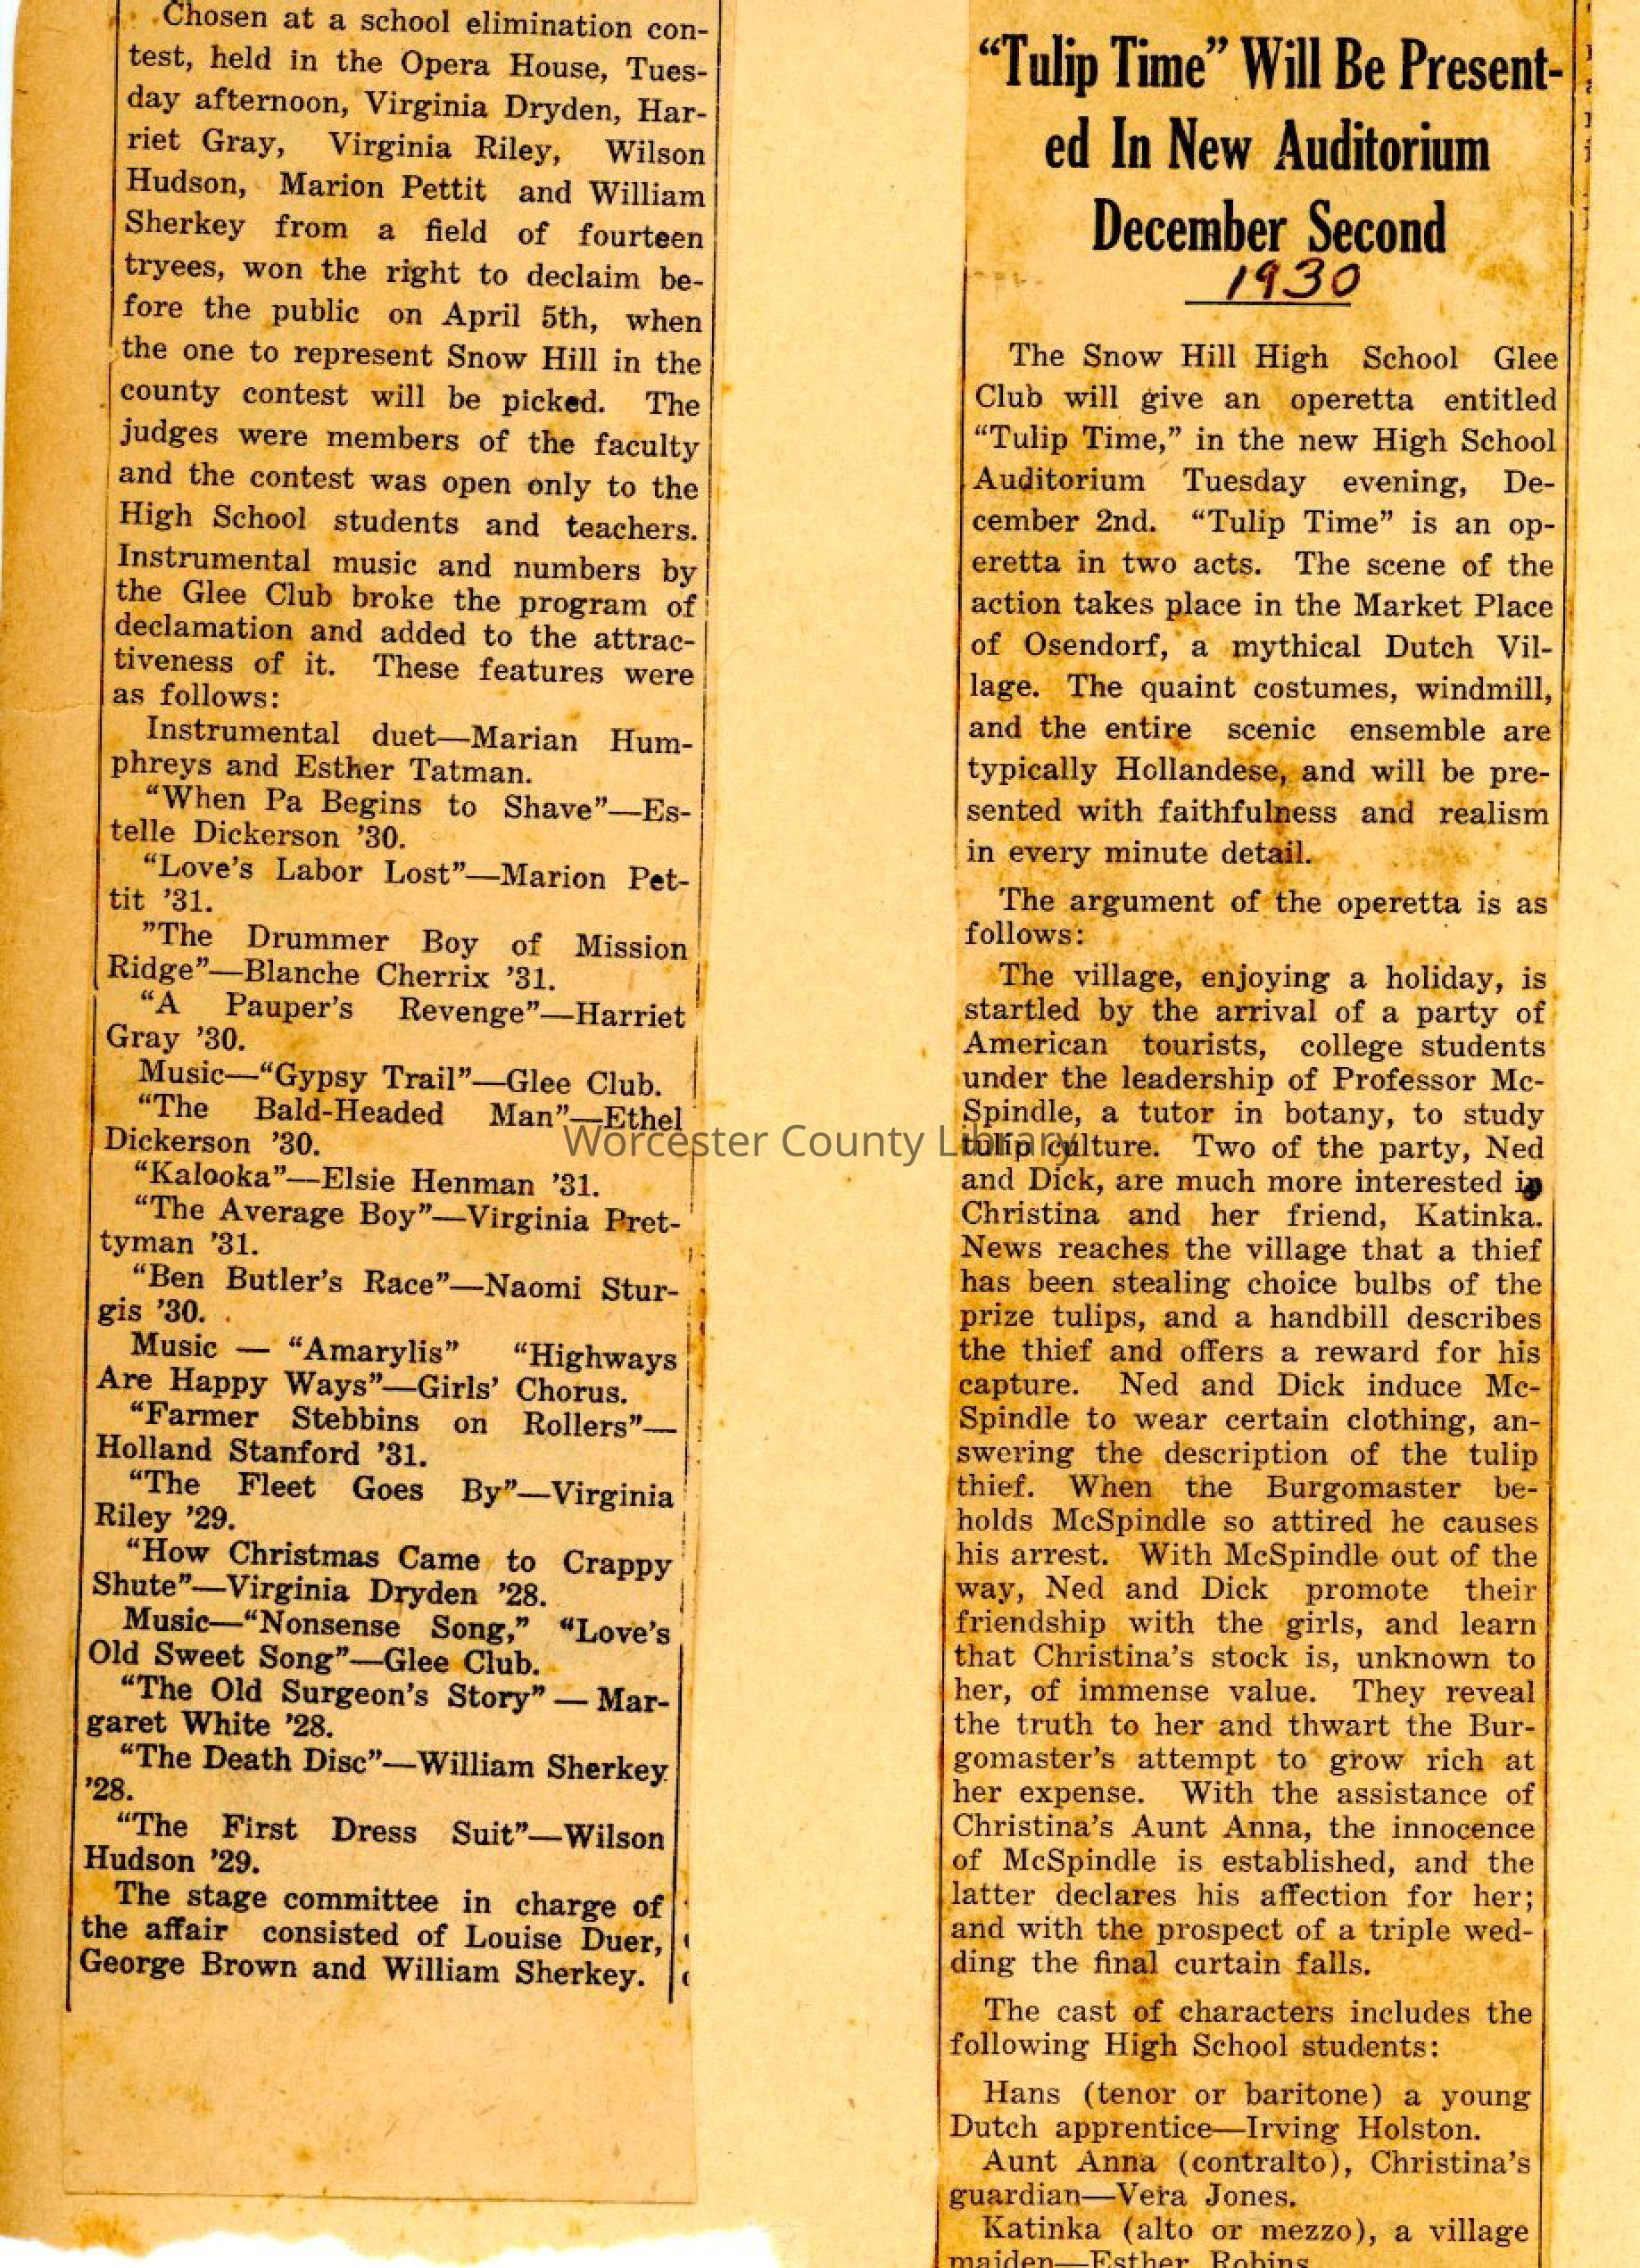 Chosen at a school elimination con-
test, held in the Opera House, Tues-
day afternoon, Virginia Dryden, Har-
riet Gray, Virginia Riley, Wilson
Hudson, Marion Pettit and William
Sherkey from a field of fourteen
tryees, won the right to declaim be-
fore the public on April 5th, when
the one to represent Snow Hill in the
county contest will be picked. The
judges were members of the faculty
and the contest was open only to the
High School students and teachers.
Instrumental music and numbers by
the Glee Club broke the program of
declamation and added to the attrac-
tiveness of it. These features were
as follows:
Instrumental duet—Marian Hum-
phreys and Esther Tatman.
“When Pa Begins to Shave”—Es-
telle Dickerson ’30.
“Love’s Labor Lost”—Marion Pet-
tit ’31.
”The Drummer Boy of Mission
Ridge”—Blanche Cherrix ’31.
“A Pauper’s Revenge”—Harriet
Gray ’30.
Music—“Gypsy Trail”—Glee Club.
“The Bald-Headed Man”—Ethel
Dickerson ’30.
“Kalooka”—Elsie Henman ’31.
“The Average Boy”—Virginia Pret-
tyman ’31.
“Ben Butler’s Race”—Naomi Stur-
gis ’30.
Music — “Amarylis” “Highways
Are Happy Ways”—Girls’ Chorus.
“Farmer Stebbins on Rollers”—
Holland Stanford ’31.
“The Fleet Goes By”—Virginia
Riley ’29.
“How Christmas Came to Crappy
Shute”—Virginia Dryden ’28.
Music—“Nonsense Song,” “Love’s
Old Sweet Song”—Glee Club.
“The Old Surgeon’s Story” — Mar-
garet White ’28.
“The Death Disc”—William Sherkey
’28.
“The First Dress Suit”—Wilson
Hudson ’29.
The stage committee in charge of
the affair consisted of Louise Duer,
George Brown and William Sherkey.
“Tulip Time” Will Be Present-
ed In New Auditorium
December Second
1930
The Snow Hill High School Glee
Club will give an operetta entitled
“Tulip Time,” in the new High School
Auditorium Tuesday evening, De-
cember 2nd. “Tulip Time” is an op-
eretta in two acts. The scene of the
action takes place in the Market Place
of Osendorf, a mythical Dutch Vil-
lage. The quaint costumes, windmill,
and the entire scenic ensemble are
typically Hollandese, and will be pre-
sented with faithfulness and realism
in every minute detail.
The argument of the operetta is as
follows:
The village, enjoying a holiday, is
startled by the arrival of a party of
American tourists, college students
under the leadership of Professor Mc-
Spindle, a tutor in botany, to study
tulip culture. Two of the party, Ned
and Dick, are much more interested in
Christina and her friend, Katinka.
News reaches the village that a thief
has been stealing choice bulbs of the
prize tulips, and a handbill describes
the thief and offers a reward for his
capture. Ned and Dick induce Mc-
Spindle to wear certain clothing, an-
swering the description of the tulip
thief. When the Burgomaster be-
holds McSpindle so attired he causes
his arrest. With McSpindle out of the
way, Ned and Dick promote their
friendship with the girls, and learn
that Christina’s stock is, unknown to
her, of immense value. They reveal
the truth to her and thwart the Bur-
gomaster’s attempt to grow rich at
her expense. With the assistance of
Christina’s Aunt Anna, the innocence
of McSpindle is established, and the
latter declares his affection for her;
and with the prospect of a triple wed-
ding the final curtain falls.
The cast of characters includes the
following High School students:
Hans (tenor or baritone) a young
Dutch apprentice—Irving Holston.
Aunt Anna (contralto), Christina’s
guardian—Vera Jones.
Katinka (alto or mezzo), a village
maiden—Esther Robins
Worcester County Library